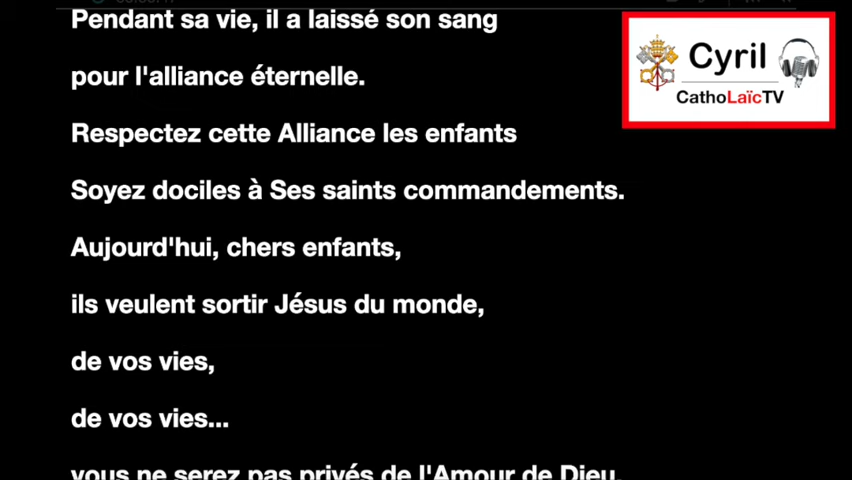 Pendant sa vie, il a laissé son sang
pour l'alliance éternelle.
Respectez cette Alliance les enfants
Soyez dociles à Ses saints commandements.
Aujourd'hui, chers enfants,
ils veulent sortir Jésus du monde,
de vos vies,
de vos vies...
vous ne serez pas privés de l'Amour de Dieu.
Cyril
CathoLaïcTV